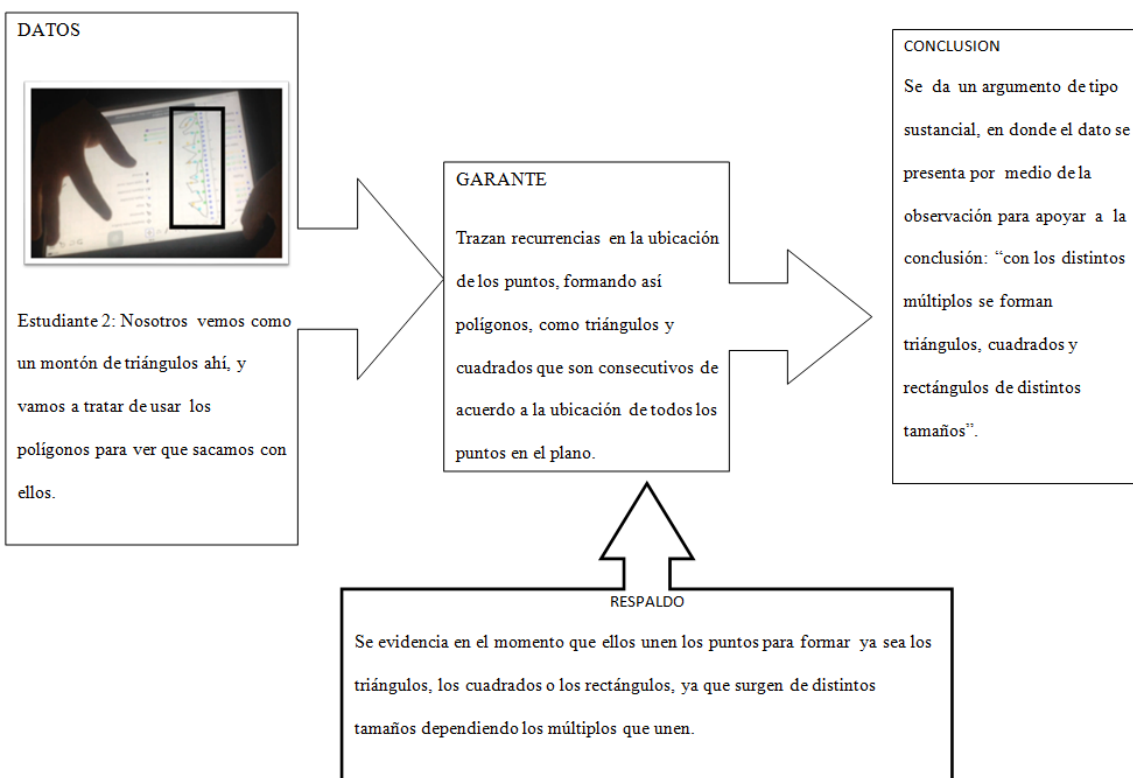 DATOS
Estudiante 2: Nosotros vemos como
un montón de triángulos ahí, y
vamos a tratar de usar los
polígonos para ver que sacamos con
ellos.
GARANTE
Trazan recurrencias en la ubicación
de los puntos, formando así
polígonos, como triángulos y
cuadrados que son consecutivos de
acuerdo a la ubicación de todos los
puntos en el plano.
CONCLUSION
Se da un argumento de tipo
sustancial, en donde el dato se
presenta por medio de la
observación para apoyar a la
conclusión: “con los distintos
múltiplos se forman
triángulos, cuadrados y
rectángulos de distintos
tamaños”.
RESPALDO
Se evidencia en el momento que ellos unen los puntos para formar ya sea los
triángulos, los cuadrados o los rectángulos, ya que surgen de distintos
tamaños dependiendo los múltiplos que unen.